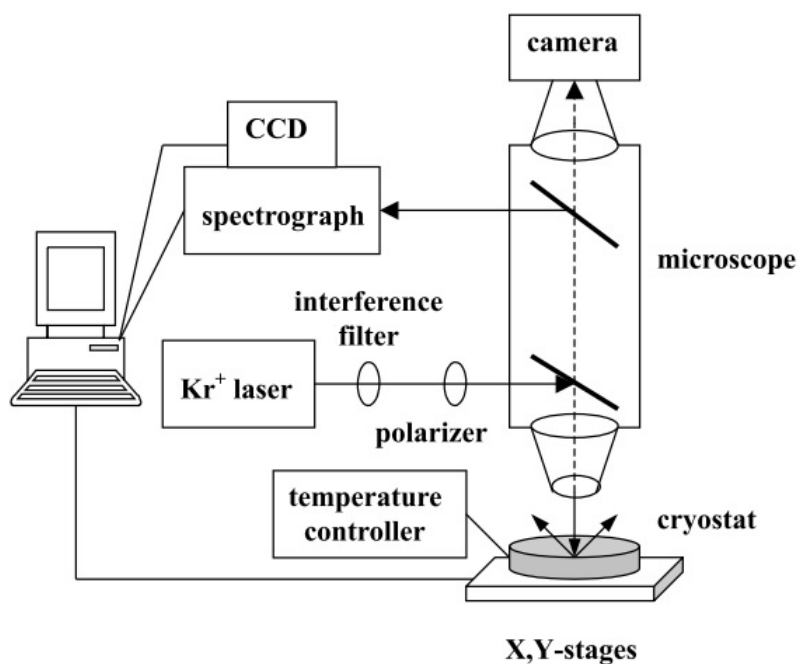 camera
CCD
spectrograph
microscope
interference
filter
Kr⁺ laser
polarizer
temperature
controller
cryostat
X,Y-stages